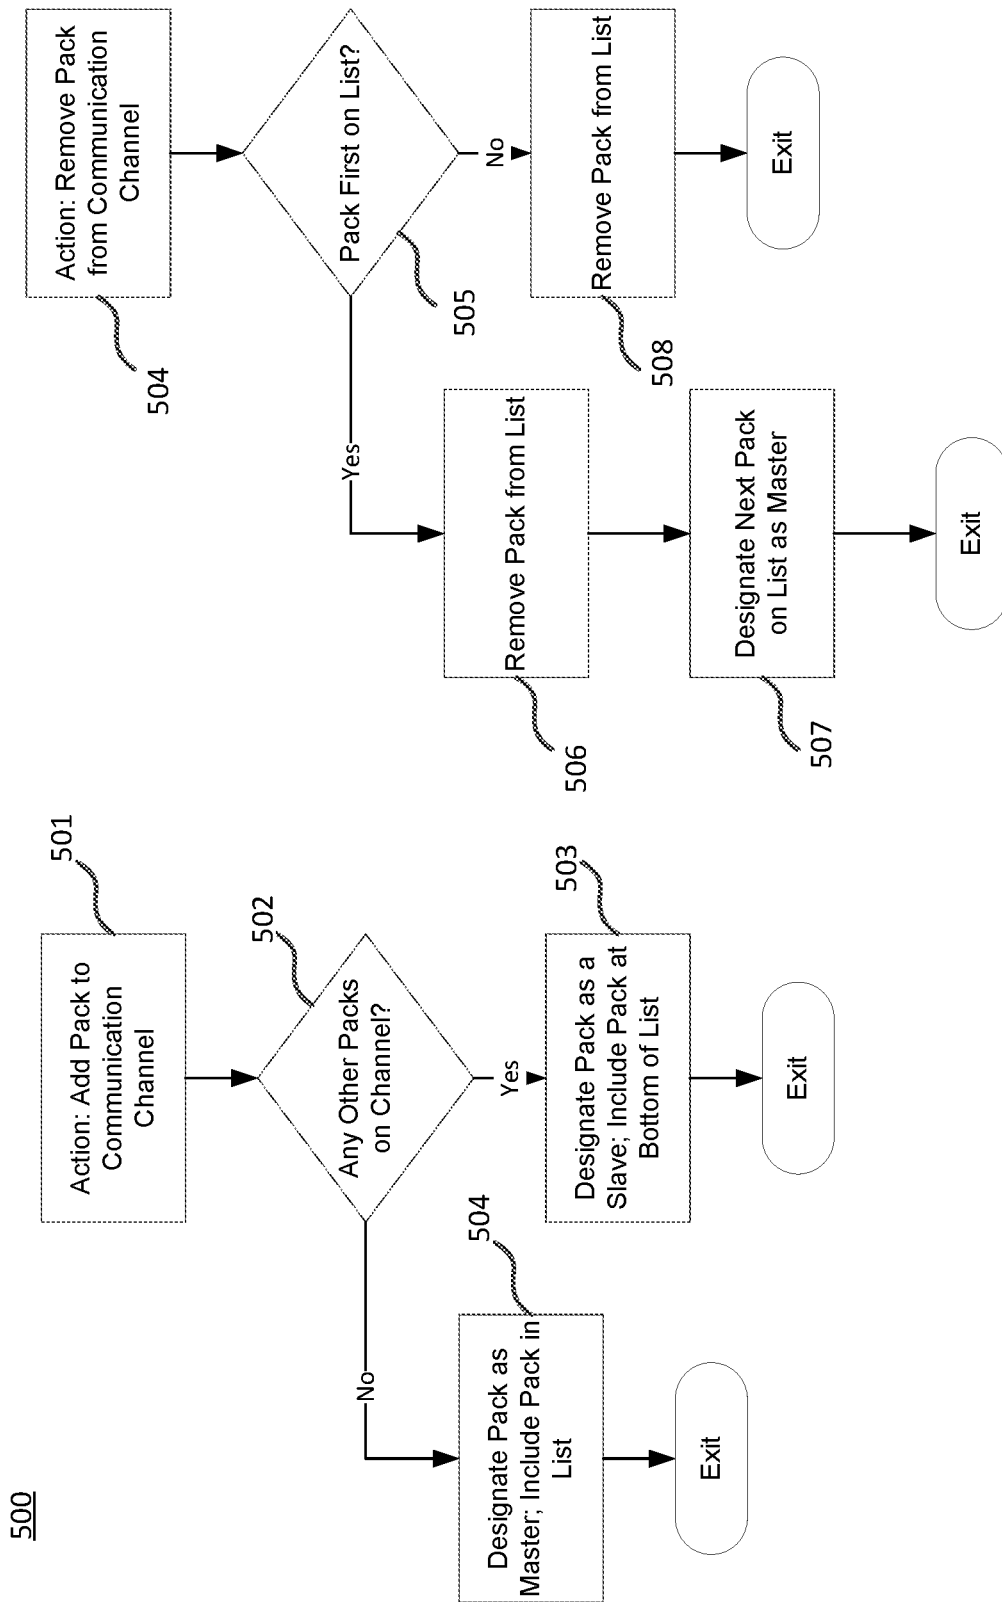 500
Action: Add Pack to
Communication
Channel
501
Any Other Packs
on Channel?
502
No
Yes
Designate Pack as
Master; Include Pack in
List
504
Designate Pack as a
Slave; Include Pack at
Bottom of List
503
Exit
Exit
Action: Remove Pack
from Communication
Channel
504
Pack First on List?
505
Yes
No
Remove Pack from List
506
Remove Pack from List
508
Designate Next Pack
on List as Master
507
Exit
Exit